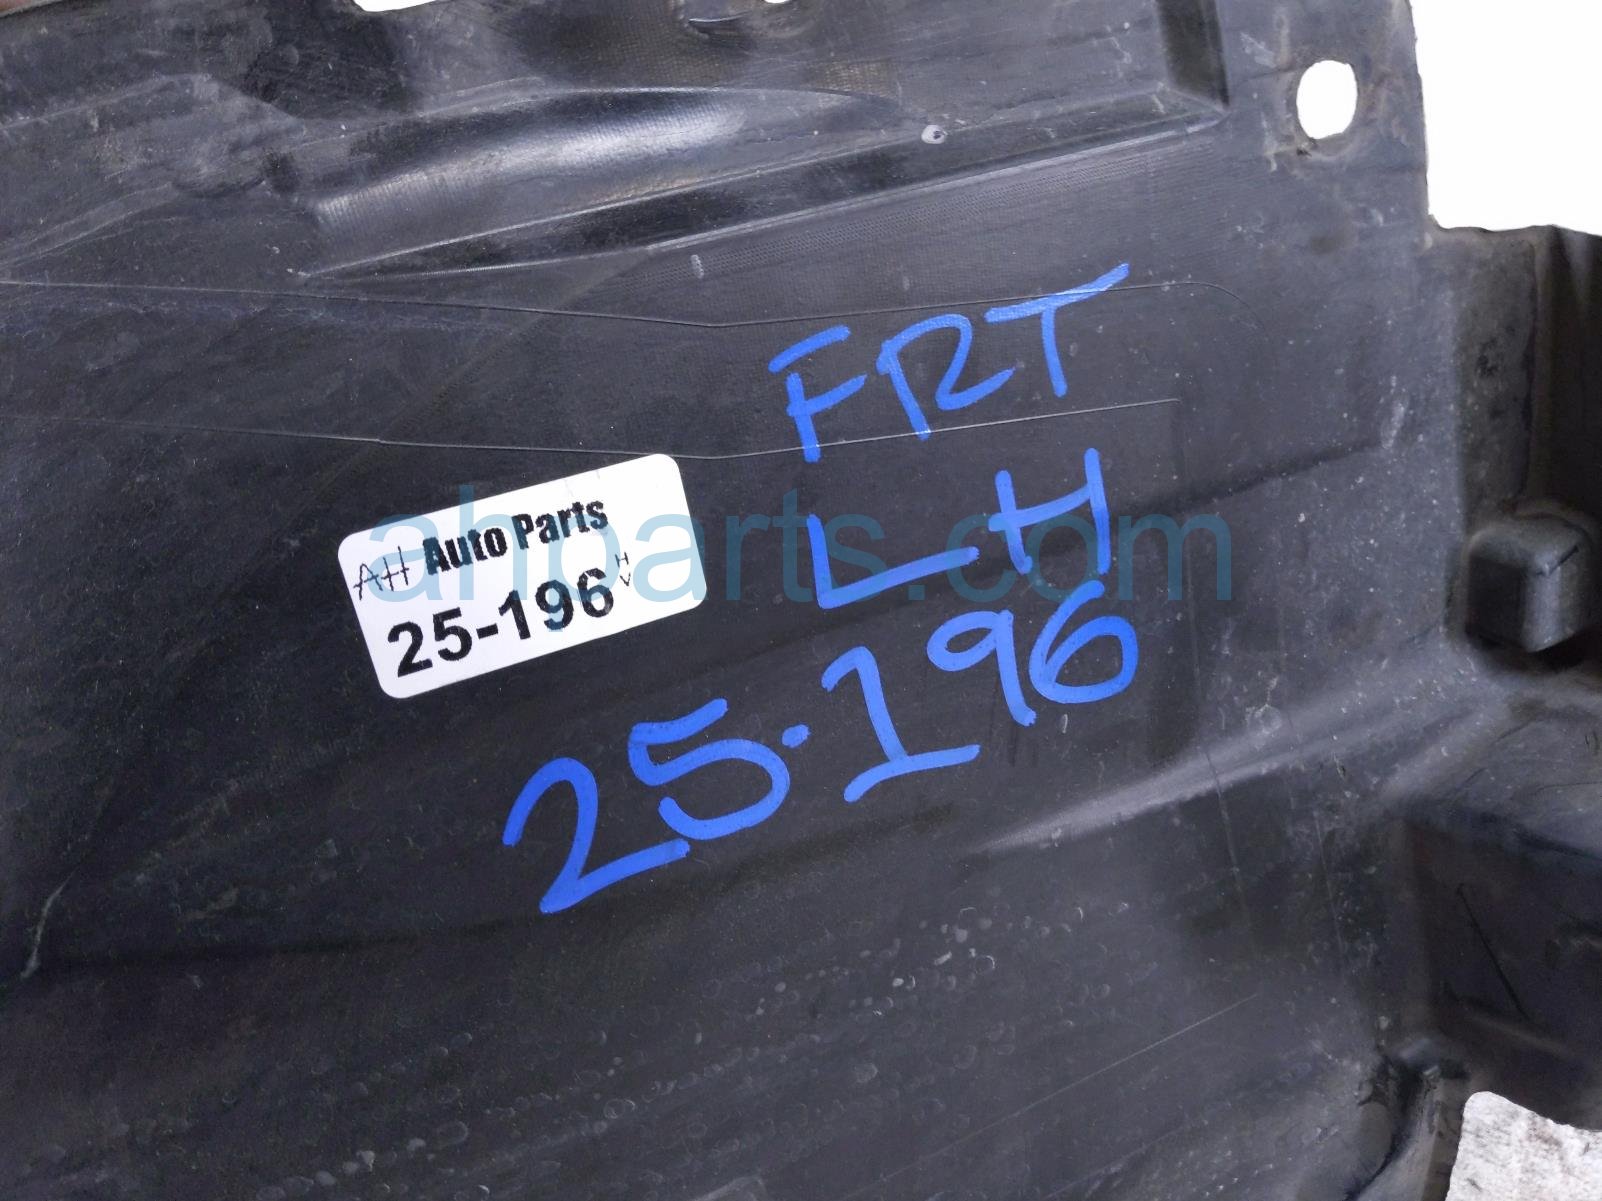 FRT
LH
25-196
AH Auto Parts
25-196
H
V
ahparts.com